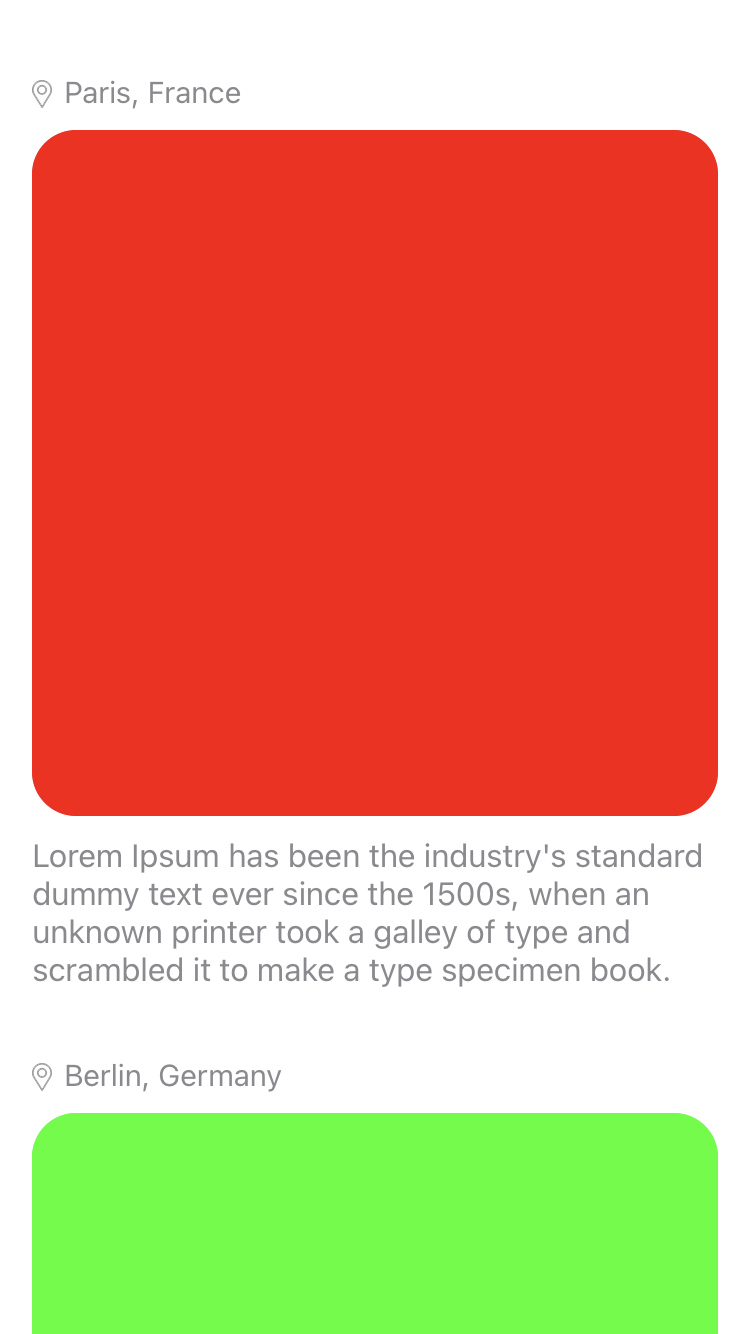 Paris, France
Lorem Ipsum has been the industry's standard
dummy text ever since the 1500s, when an
unknown printer took a galley of type and
scrambled it to make a type specimen book.
Berlin, Germany